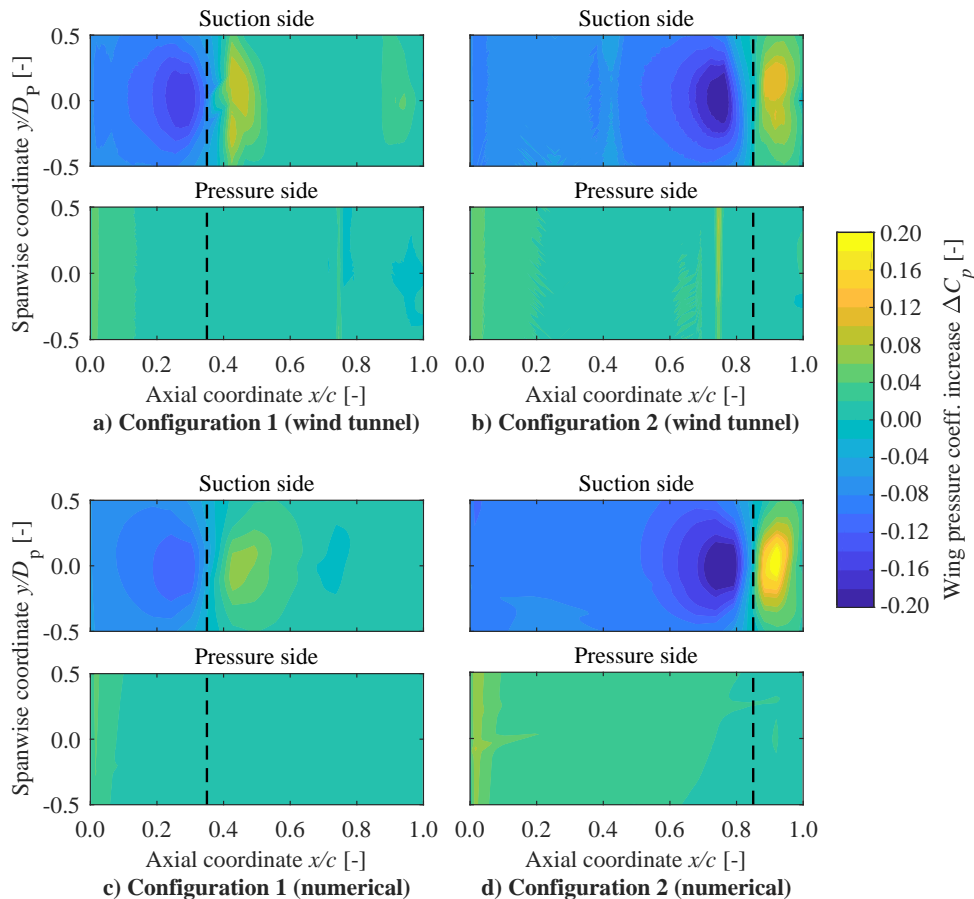 Suction side
Suction side
0.5
0.0
-0.5
Pressure side
Pressure side
0.5
0.0
-0.5
0.0 0.2 0.4 0.6 0.8 1.0
0.0 0.2 0.4 0.6 0.8 1.0
Spanwise coordinate y/D_P [-]
Axial coordinate x/c [-]
Axial coordinate x/c [-]
a) Configuration 1 (wind tunnel)
b) Configuration 2 (wind tunnel)
0.20
0.16
0.12
0.08
0.04
0.00
-0.04
-0.08
-0.12
-0.16
-0.20
Wing pressure coeff. increase ΔC_p [-]
Suction side
Suction side
0.5
0.0
-0.5
Pressure side
Pressure side
0.5
0.0
-0.5
0.0 0.2 0.4 0.6 0.8 1.0
0.0 0.2 0.4 0.6 0.8 1.0
Spanwise coordinate y/D_p [-]
Axial coordinate x/c [-]
Axial coordinate x/c [-]
c) Configuration 1 (numerical)
d) Configuration 2 (numerical)